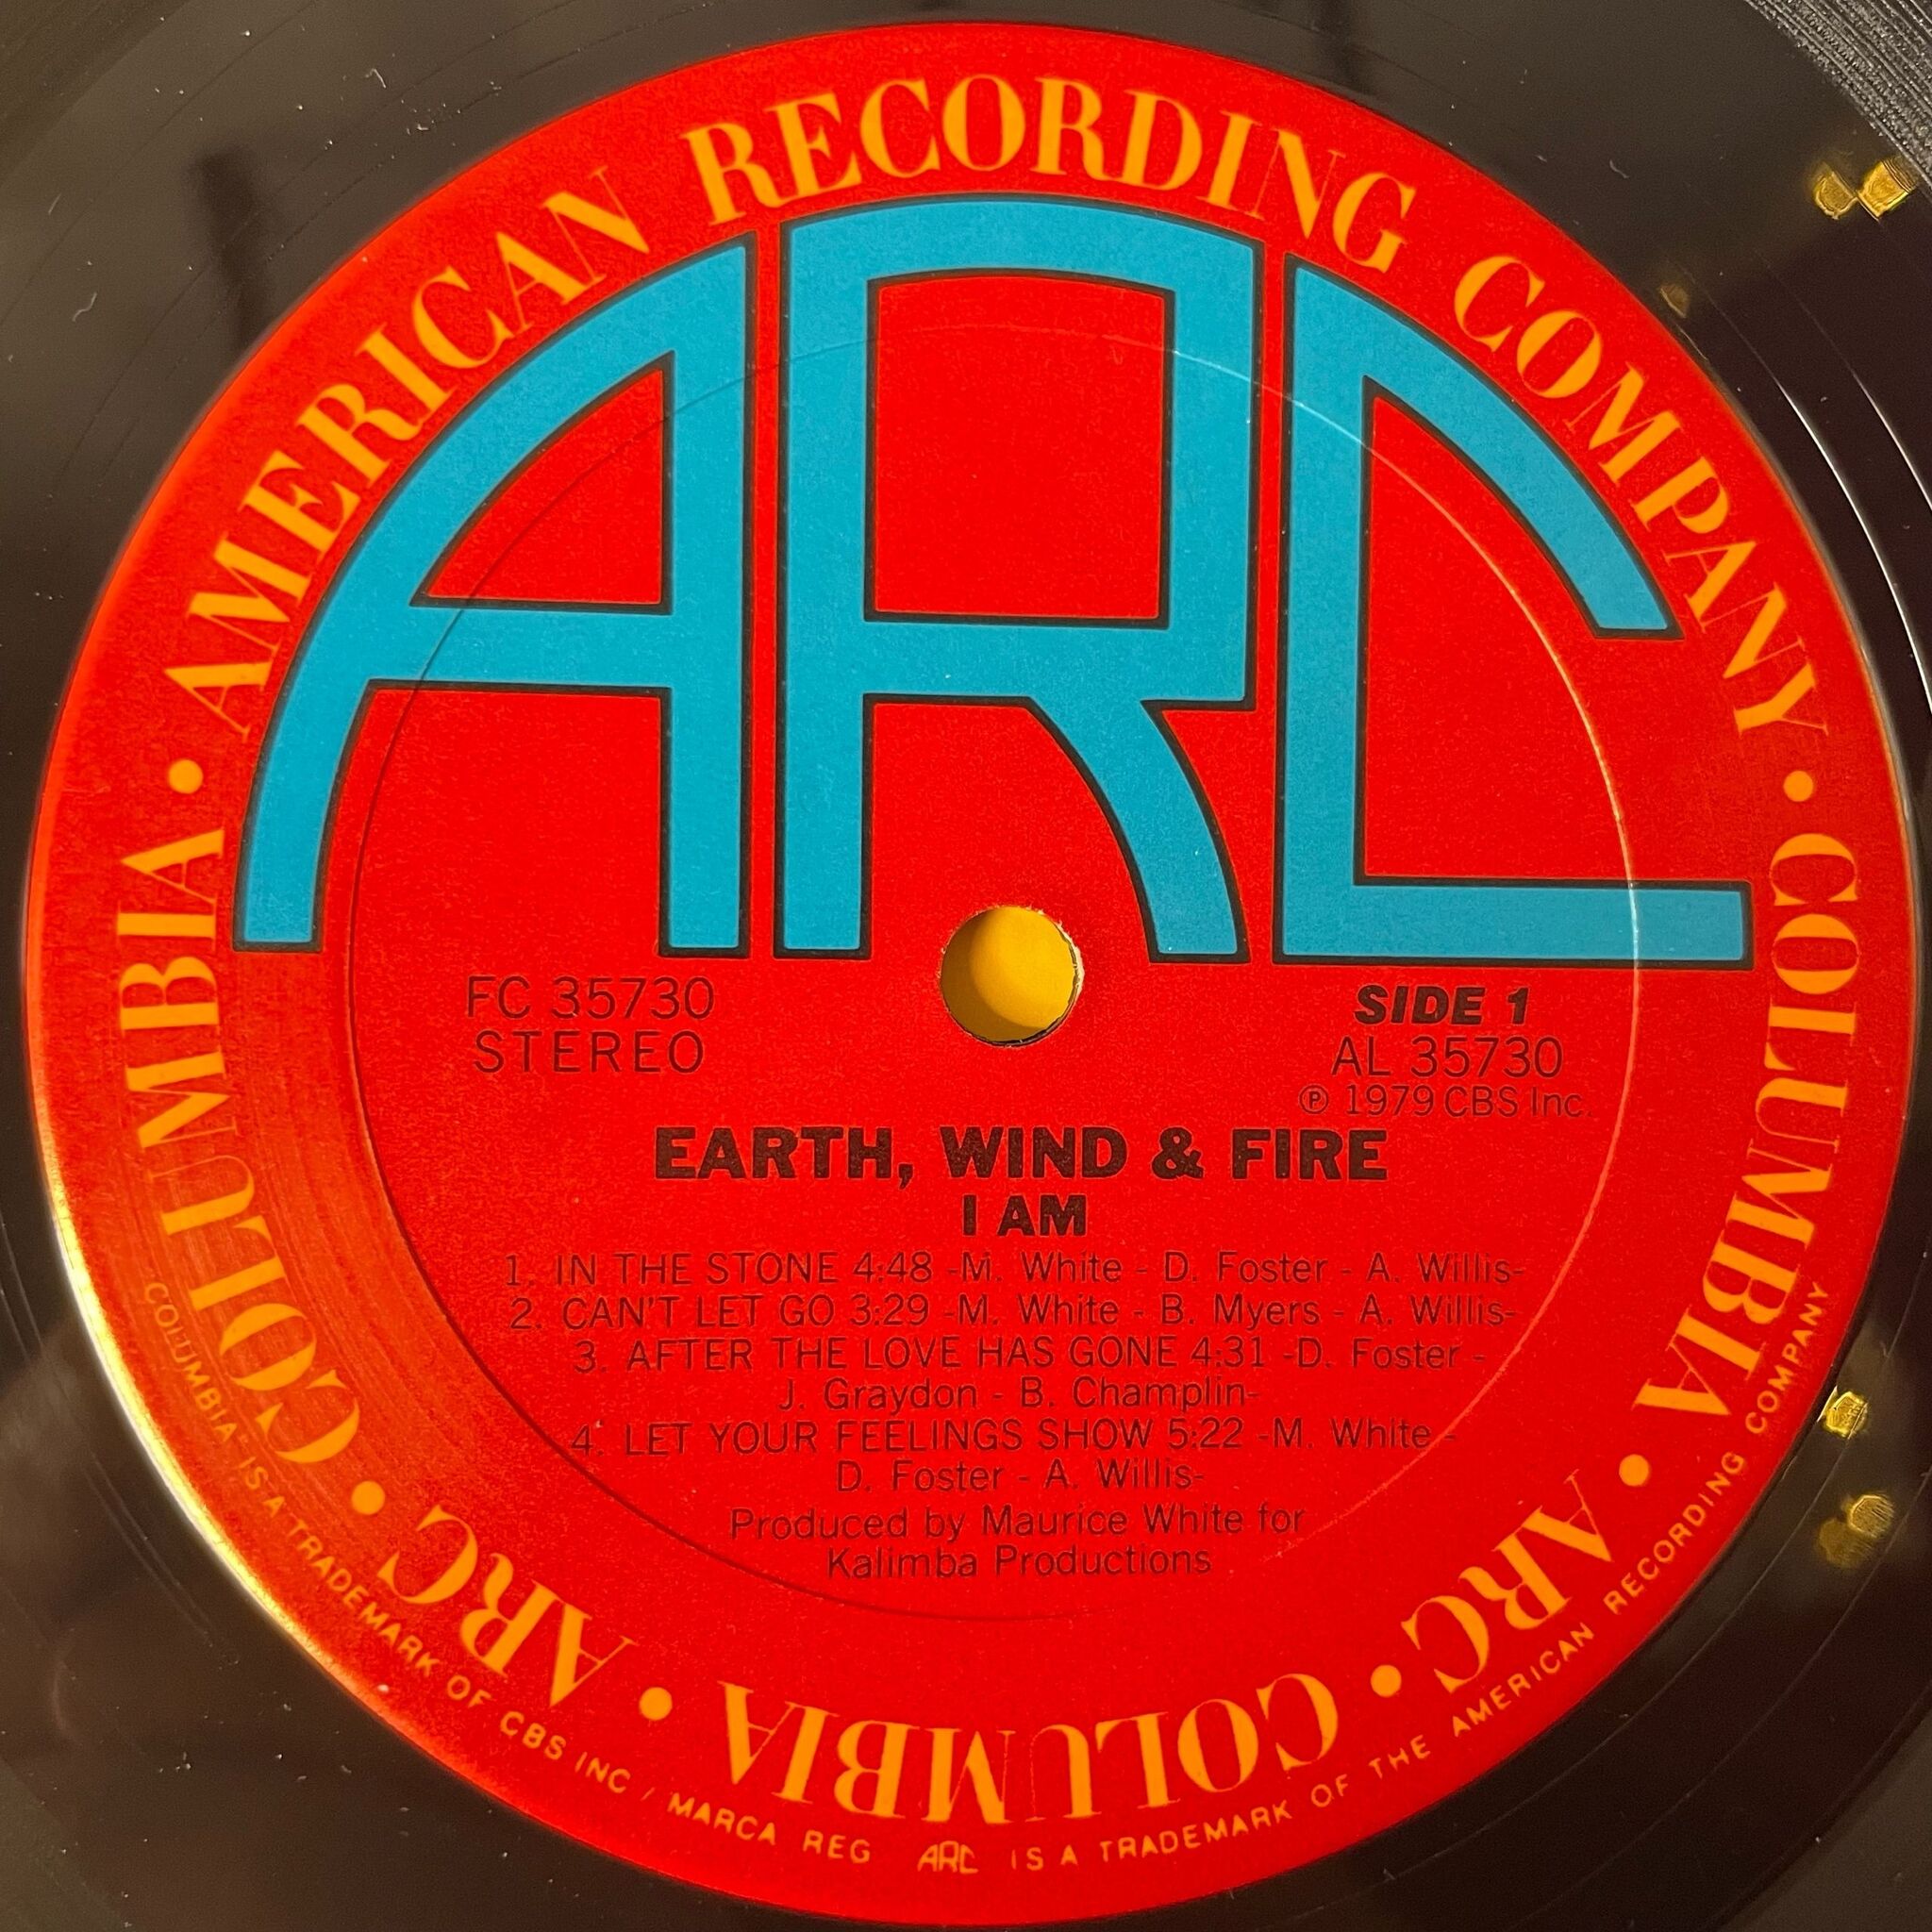 AMERICAN RECORDING COMPANY • COLUMBIA • ARC • COLUMBIA • ARC • COLUMBIA •
ARC
FC 35730
STEREO
SIDE 1
AL 35730
℗ 1979 CBS Inc.
EARTH, WIND & FIRE
I AM
1. IN THE STONE 4:48 -M. White - D. Foster - A. Willis-
2. CAN'T LET GO 3:29 -M. White - B. Myers - A. Willis-
3. AFTER THE LOVE HAS GONE 4:31 -D. Foster -
J. Graydon - B. Champlin-
4. LET YOUR FEELINGS SHOW 5:22 -M. White -
D. Foster - A. Willis-
Produced by Maurice White for
Kalimba Productions
COLUMBIA IS A TRADEMARK OF CBS INC / MARCA REG ARC IS A TRADEMARK OF THE AMERICAN RECORDING COMPANY